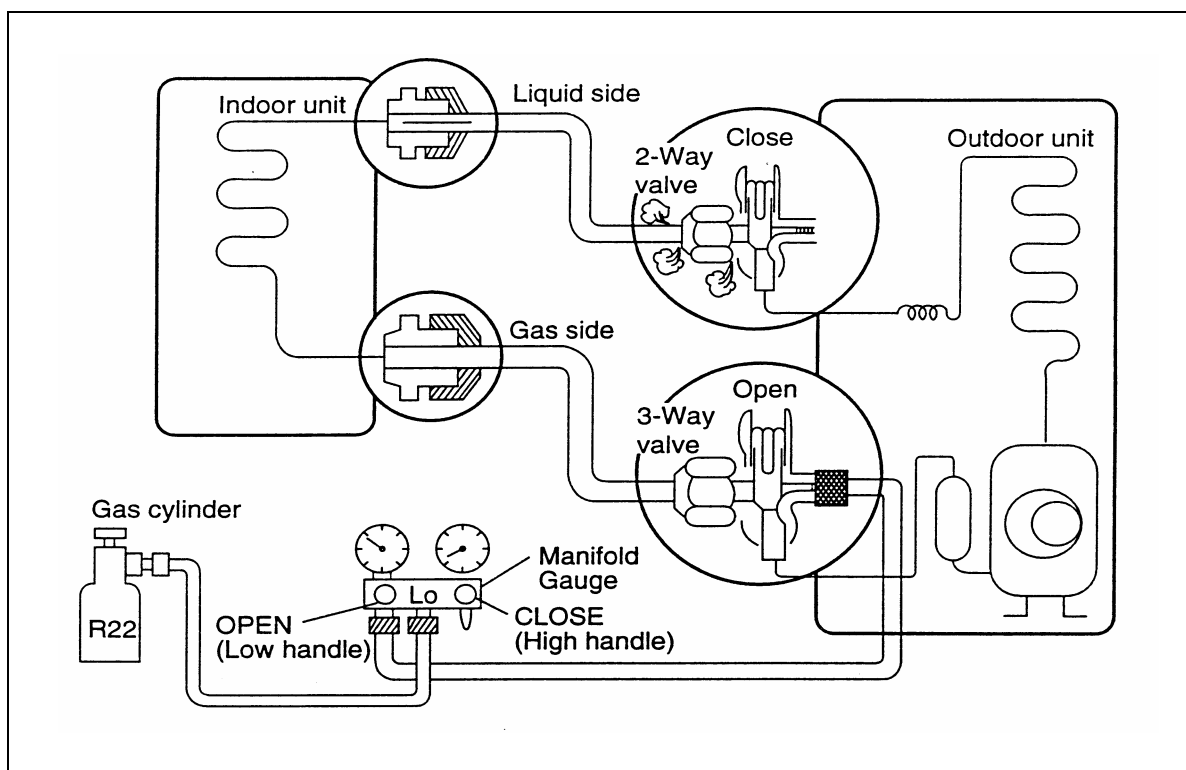 Indoor unit
Liquid side
2-Way
valve
Close
Outdoor unit
Gas side
3-Way
valve
Open
Gas cylinder
R22
Lo
Manifold
Gauge
OPEN
(Low handle)
CLOSE
(High handle)